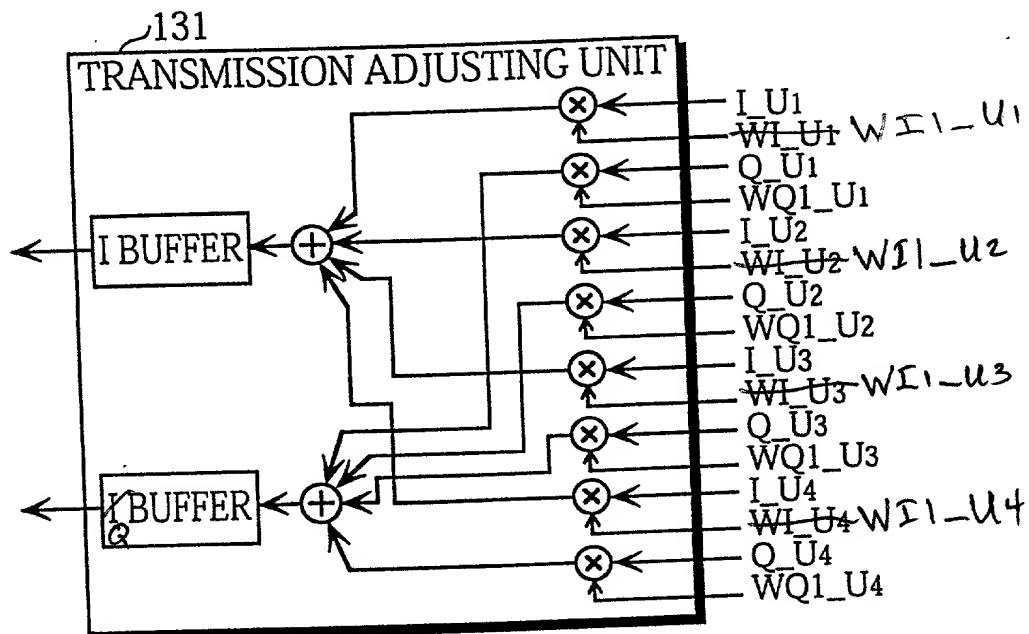 131
TRANSMISSION ADJUSTING UNIT
I_U1
WI_U1 WI1_U1
Q_U1
WQ1_U1
I_U2
WI_U2 WI1_U2
I BUFFER
Q_U2
WQ1_U2
I_U3
WI_U3 WI1_U3
Q_U3
WQ1_U3
I_U4
I BUFFER
Q
WI_U4 WI1_U4
Q_U4
WQ1_U4